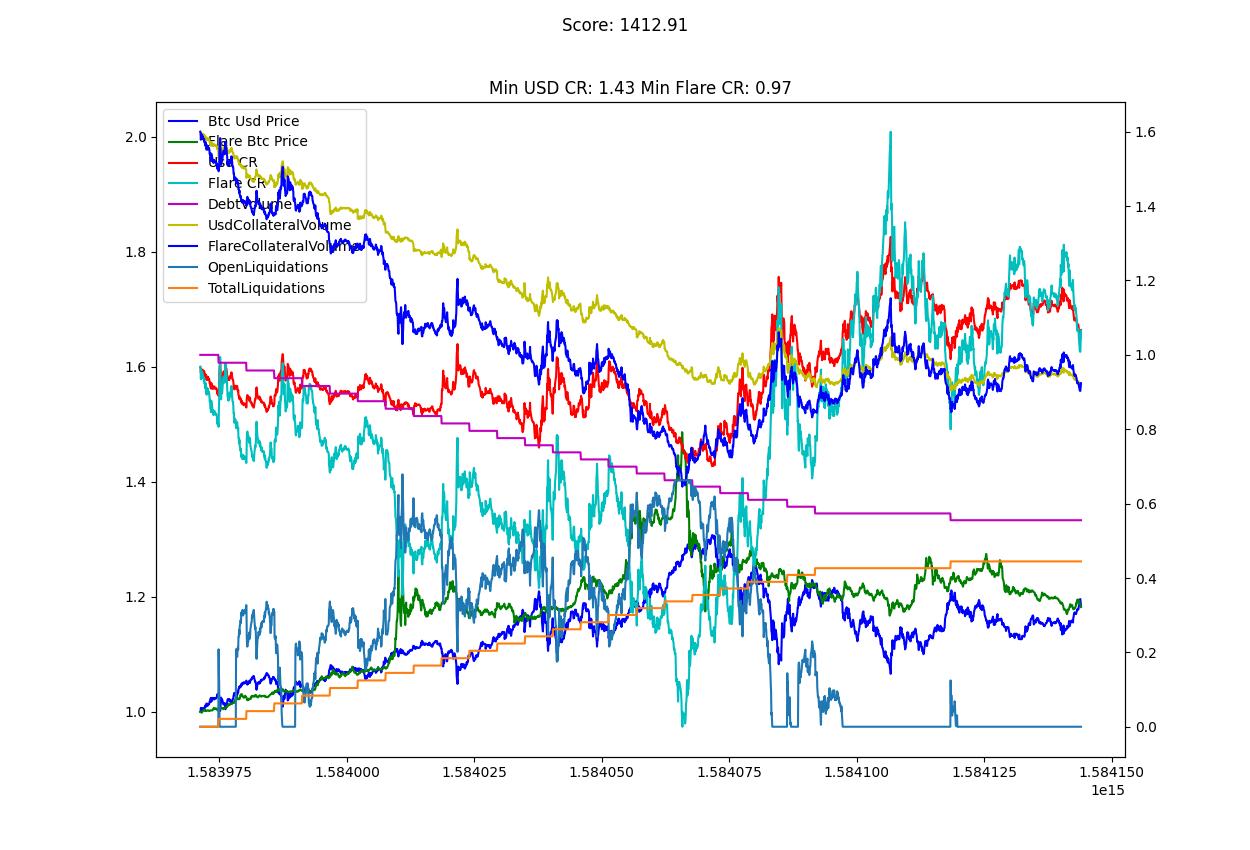 Score: 1412.91
Min USD CR: 1.43 Min Flare CR: 0.97
Btc Usd Price
Flare Btc Price
Usd CR
Flare CR
DebtVolume
UsdCollateralVolume
FlareCollateralVolume
OpenLiquidations
TotalLiquidations
2.0
1.8
1.6
1.4
1.2
1.0
1.6
1.4
1.2
1.0
0.8
0.6
0.4
0.2
0.0
1.583975
1.584000
1.584025
1.584050
1.584075
1.584100
1.584125
1.584150
1e15